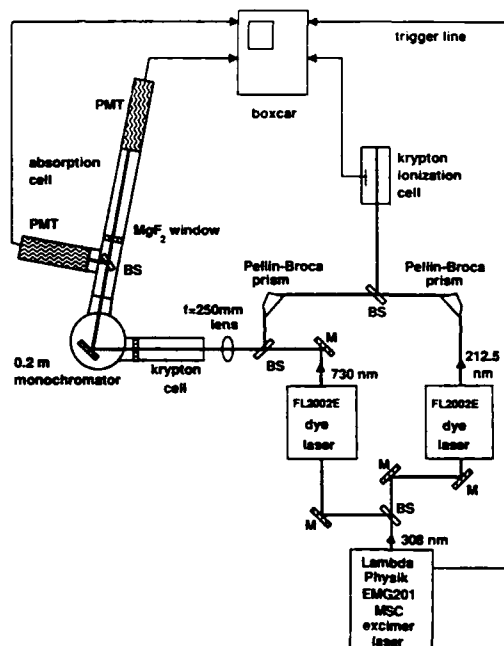 trigger line
PMT
boxcar
absorption
cell
krypton
ionization
cell
PMT
MgF2 window
BS
Pellin-Broca
prism
Pellin-Broca
prism
BS
f=250mm
lens
M
0.2 m
monochromator
krypton
cell
BS
730 nm
212.5
nm
FL2002E
dye
laser
FL2002E
dye
laser
M
M
M
BS
308 nm
Lambda
Physik
EMG201
MSC
excimer
laser